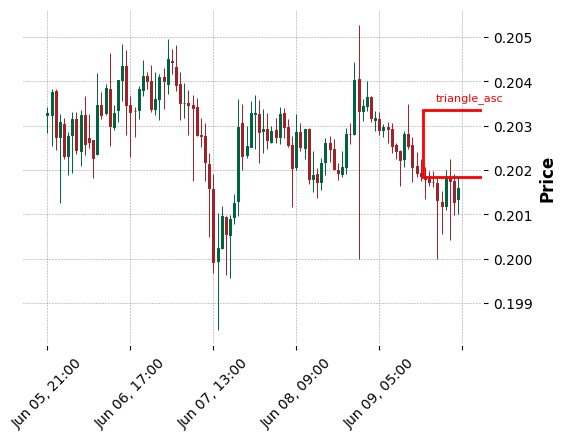 0.205
0.204
triangle_asc
0.203
0.202
0.201
0.200
0.199
Price
Jun 05, 21:00
Jun 06, 17:00
Jun 07, 13:00
Jun 08, 09:00
Jun 09, 05:00